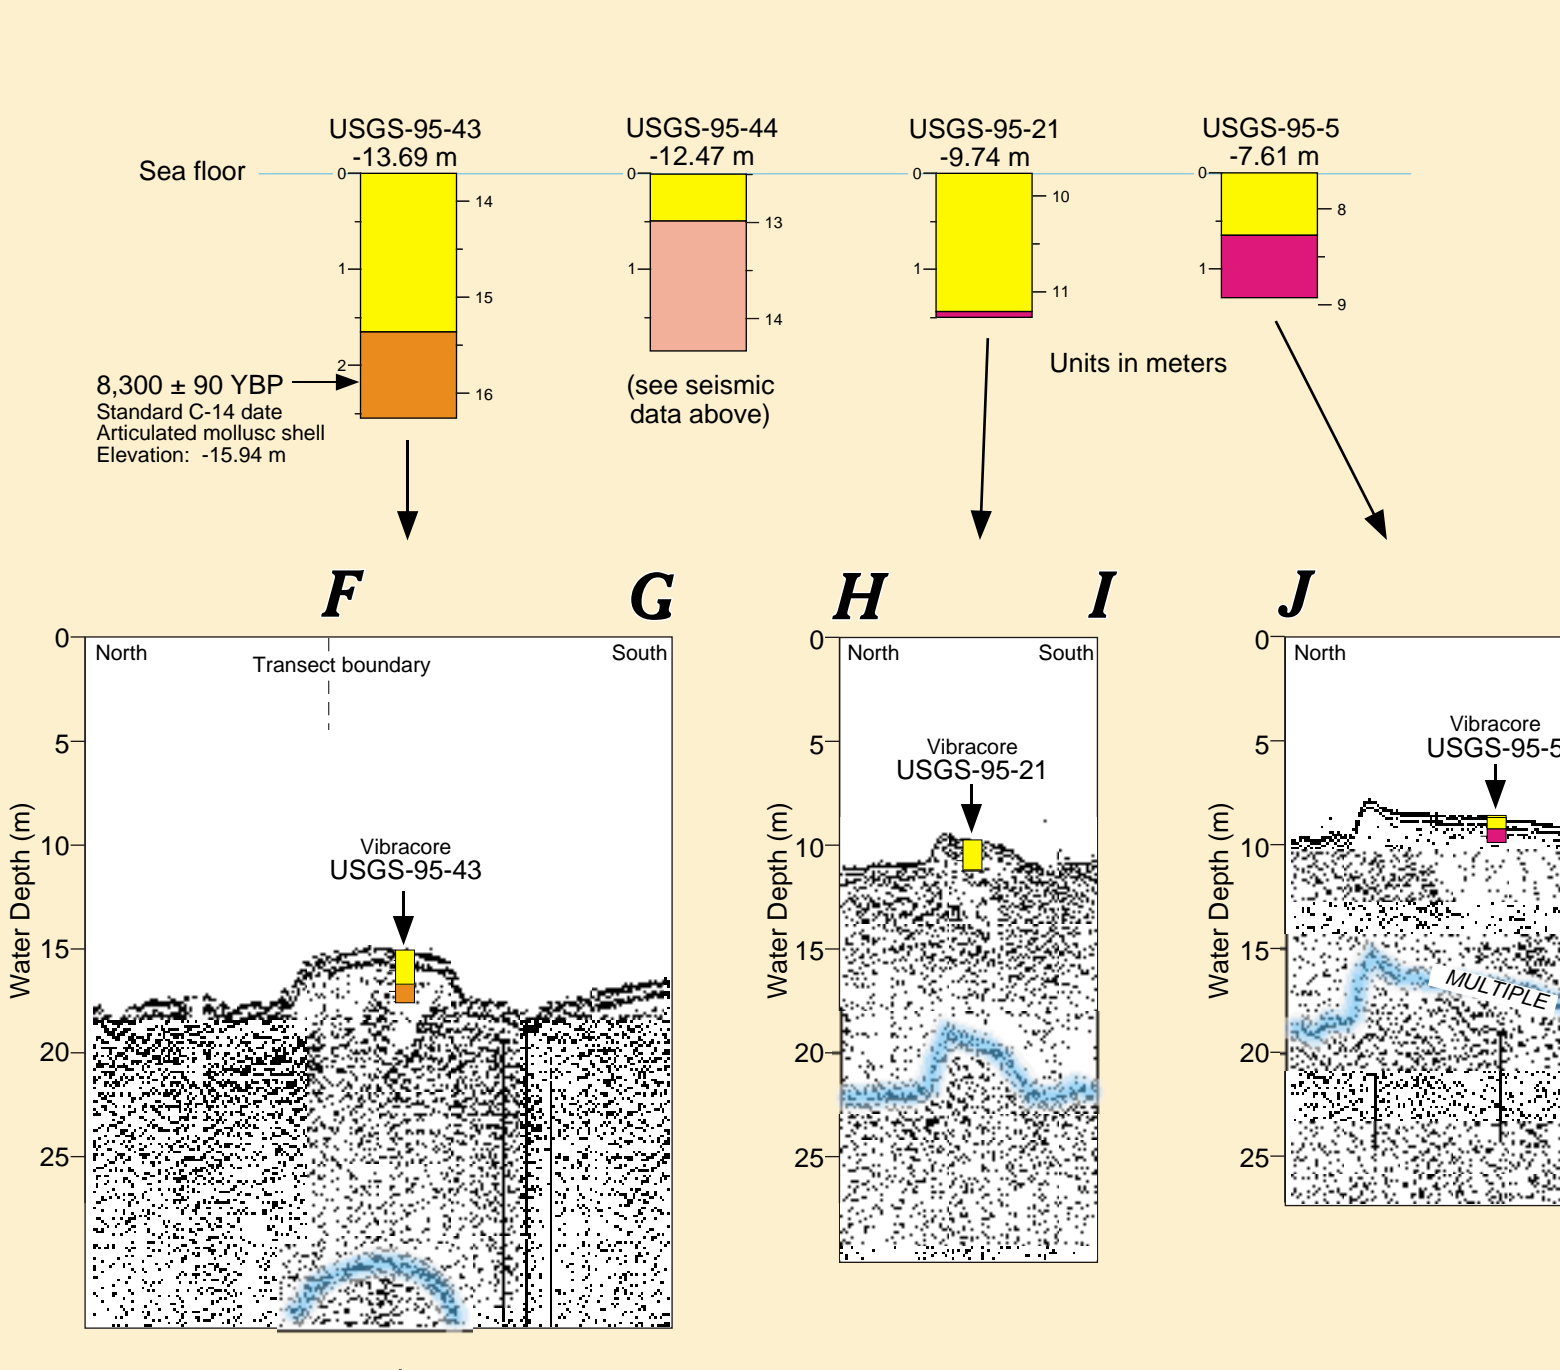 USGS-95-43
-13.69 m
USGS-95-44
-12.47 m
USGS-95-21
-9.74 m
USGS-95-5
-7.61 m
Sea floor
0
1
2
14
15
16
0
1
13
14
0
1
10
11
0
1
8
9
8,300 ± 90 YBP
Standard C-14 date
Articulated mollusc shell
Elevation: -15.94 m
(see seismic
data above)
Units in meters
F
G
H
I
J
0
5
10
15
20
25
Water Depth (m)
North
Transect boundary
South
Vibracore
USGS-95-43
0
5
10
15
20
25
Water Depth (m)
North
South
Vibracore
USGS-95-21
0
5
10
15
20
25
Water Depth (m)
North
Vibracore
USGS-95-5
MULTIPLE